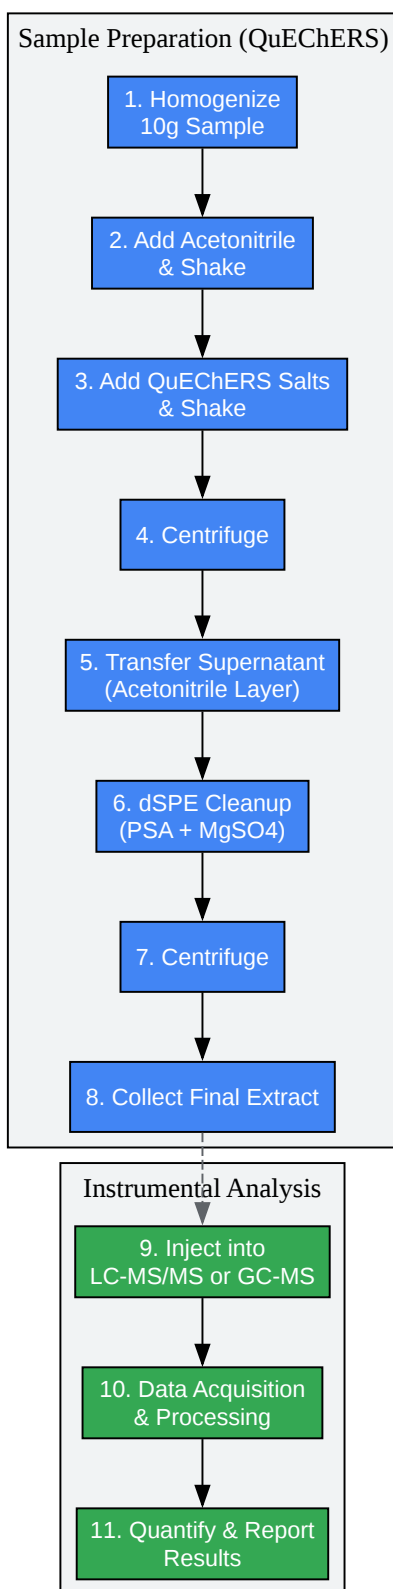 Sample Preparation (QuEChERS)
1. Homogenize
10g Sample
2. Add Acetonitrile
& Shake
3. Add QuEChERS Salts
& Shake
4. Centrifuge
5. Transfer Supernatant
(Acetonitrile Layer)
6. dSPE Cleanup
(PSA + MgSO4)
7. Centrifuge
8. Collect Final Extract
Instrumental Analysis
9. Inject into
LC-MS/MS or GC-MS
10. Data Acquisition
& Processing
11. Quantify & Report
Results